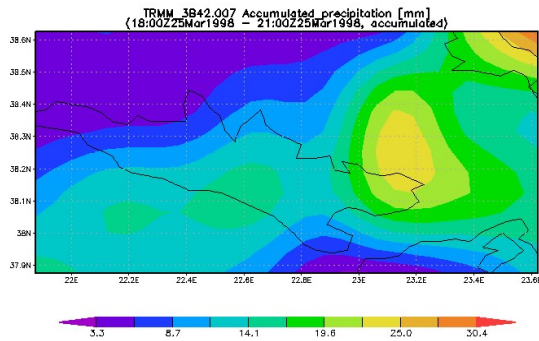 TRMM_3B42.007 Accumulated precipitation [mm]
(18:00Z25Mar1998 - 21:00Z25Mar1998, accumulated)
38.6N
38.5N
38.4N
38.3N
38.2N
38.1N
38N
37.9N
22E 22.2E 22.4E 22.6E 22.8E 23E 23.2E 23.4E 23.6E
3.3 8.7 14.1 19.6 25.0 30.4